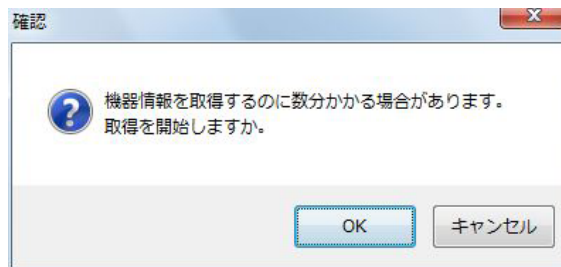 確認
機器情報を取得するのに数分かかる場合があります。
取得を開始しますか。
OK
キャンセル